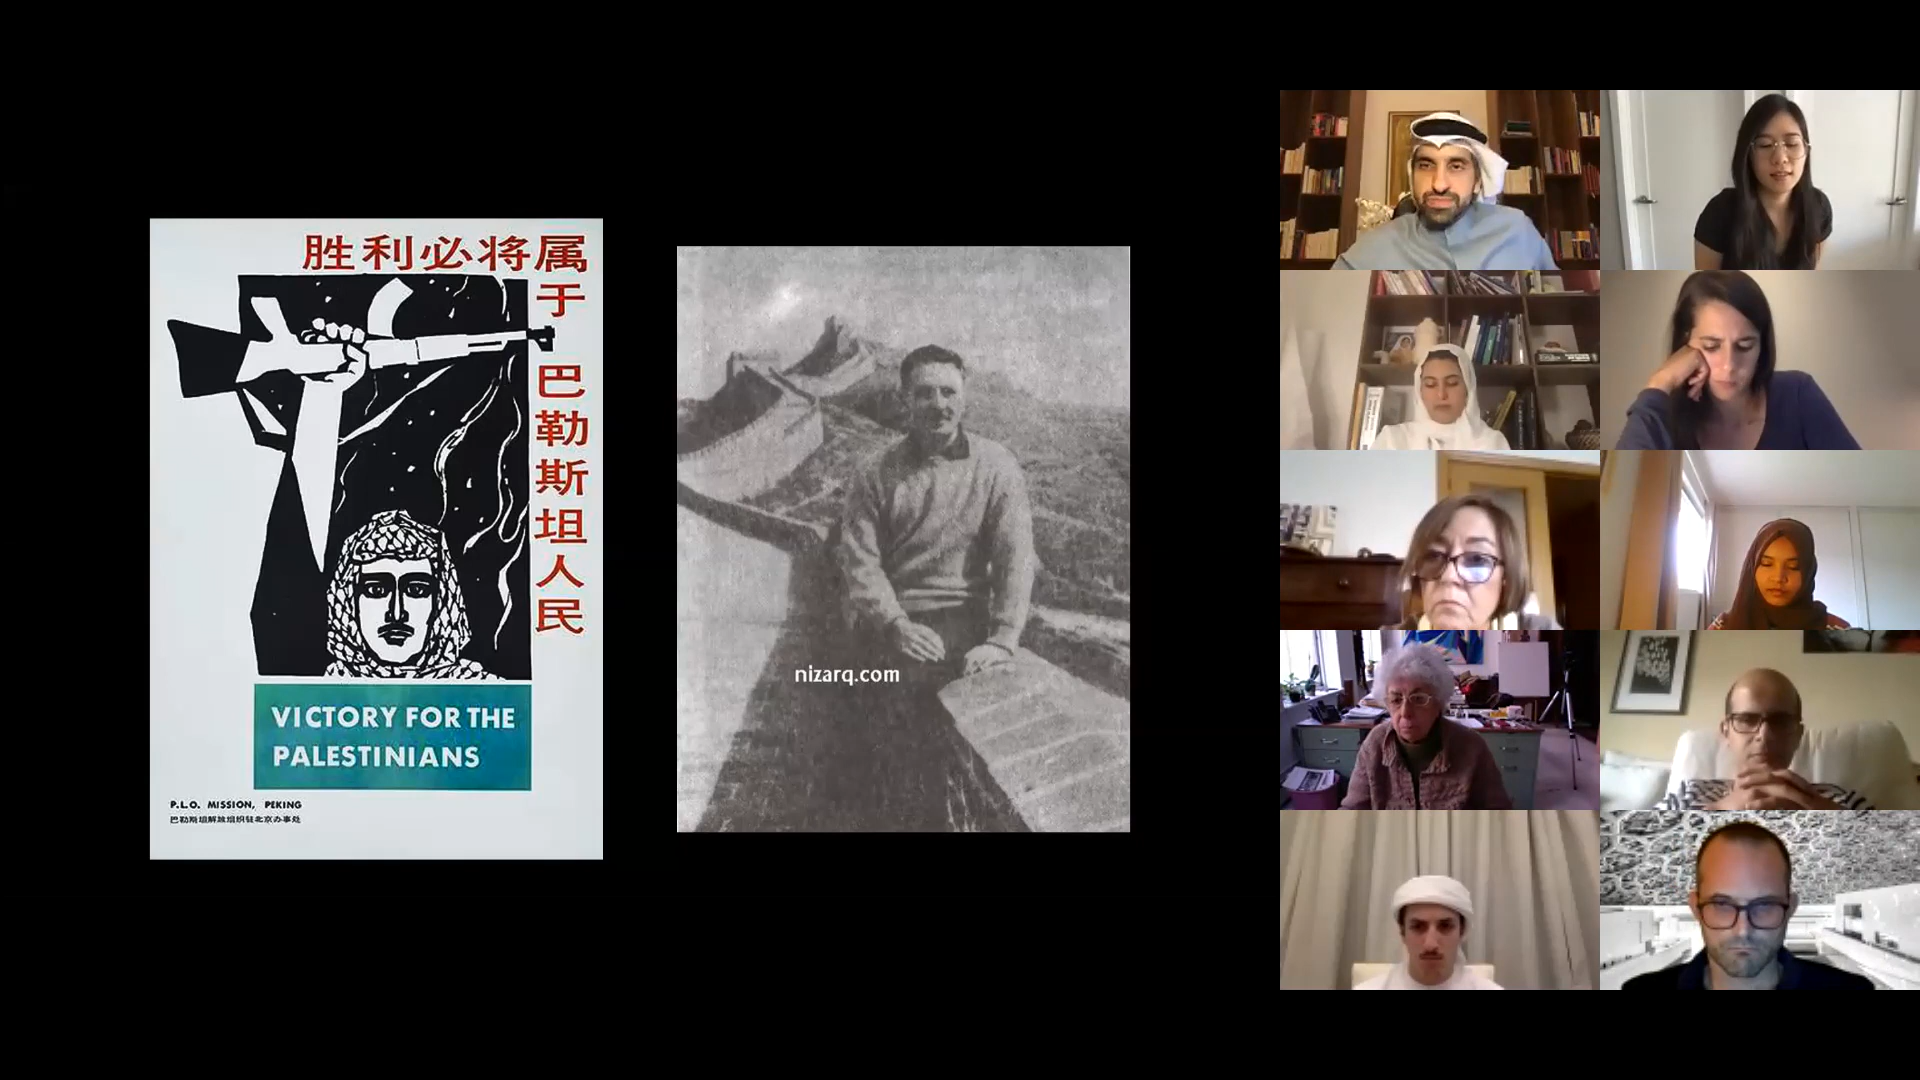 胜利必将属于巴勒斯坦人民
VICTORY FOR THE
PALESTINIANS
P.L.O. MISSION, PEKING
巴勒斯坦解放组织驻北京办事处
nizarq.com